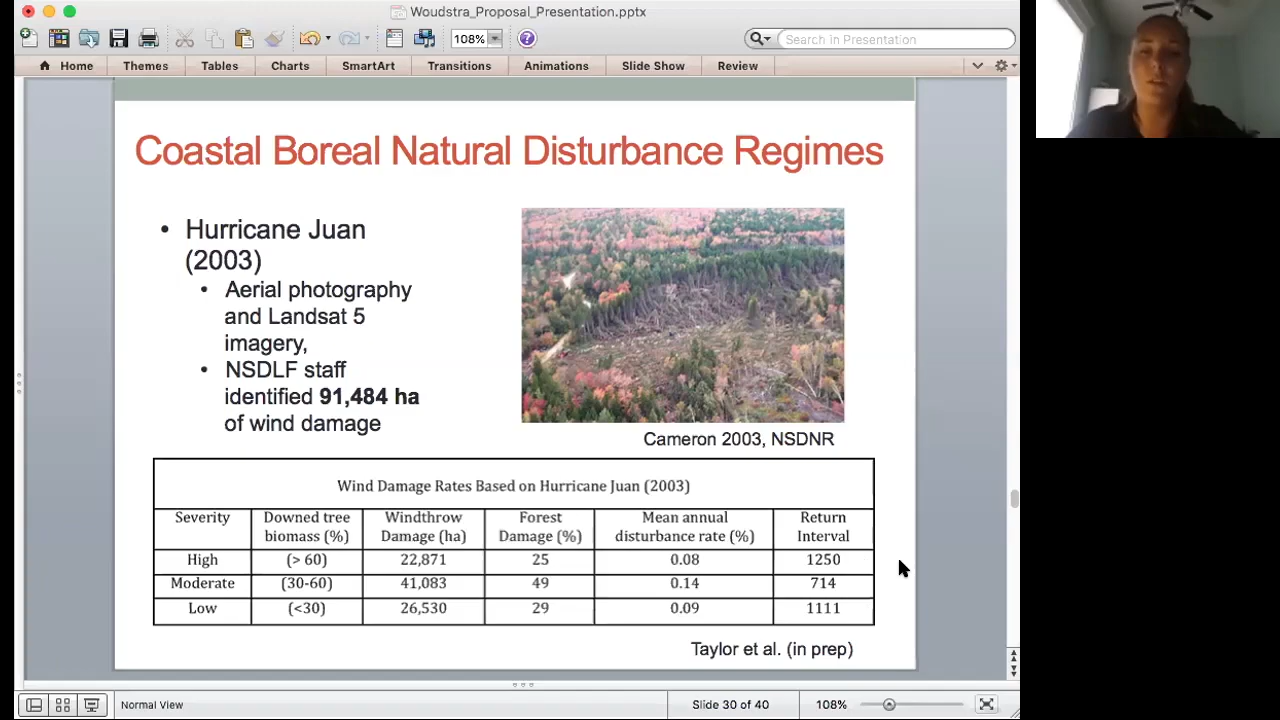 Woudstra_Proposal_Presentation.pptx
108%
Search in Presentation
Home Themes Tables Charts SmartArt Transitions Animations Slide Show Review
Coastal Boreal Natural Disturbance Regimes
• Hurricane Juan
(2003)
• Aerial photography
and Landsat 5
imagery,
• NSDLF staff
identified 91,484 ha
of wind damage
Cameron 2003, NSDNR
Wind Damage Rates Based on Hurricane Juan (2003)
Severity Downed tree biomass (%) Windthrow Damage (ha) Forest Damage (%) Mean annual disturbance rate (%) Return Interval
High (> 60) 22,871 25 0.08 1250
Moderate (30-60) 41,083 49 0.14 714
Low (<30) 26,530 29 0.09 1111
Taylor et al. (in prep)
Normal View Slide 30 of 40 108%